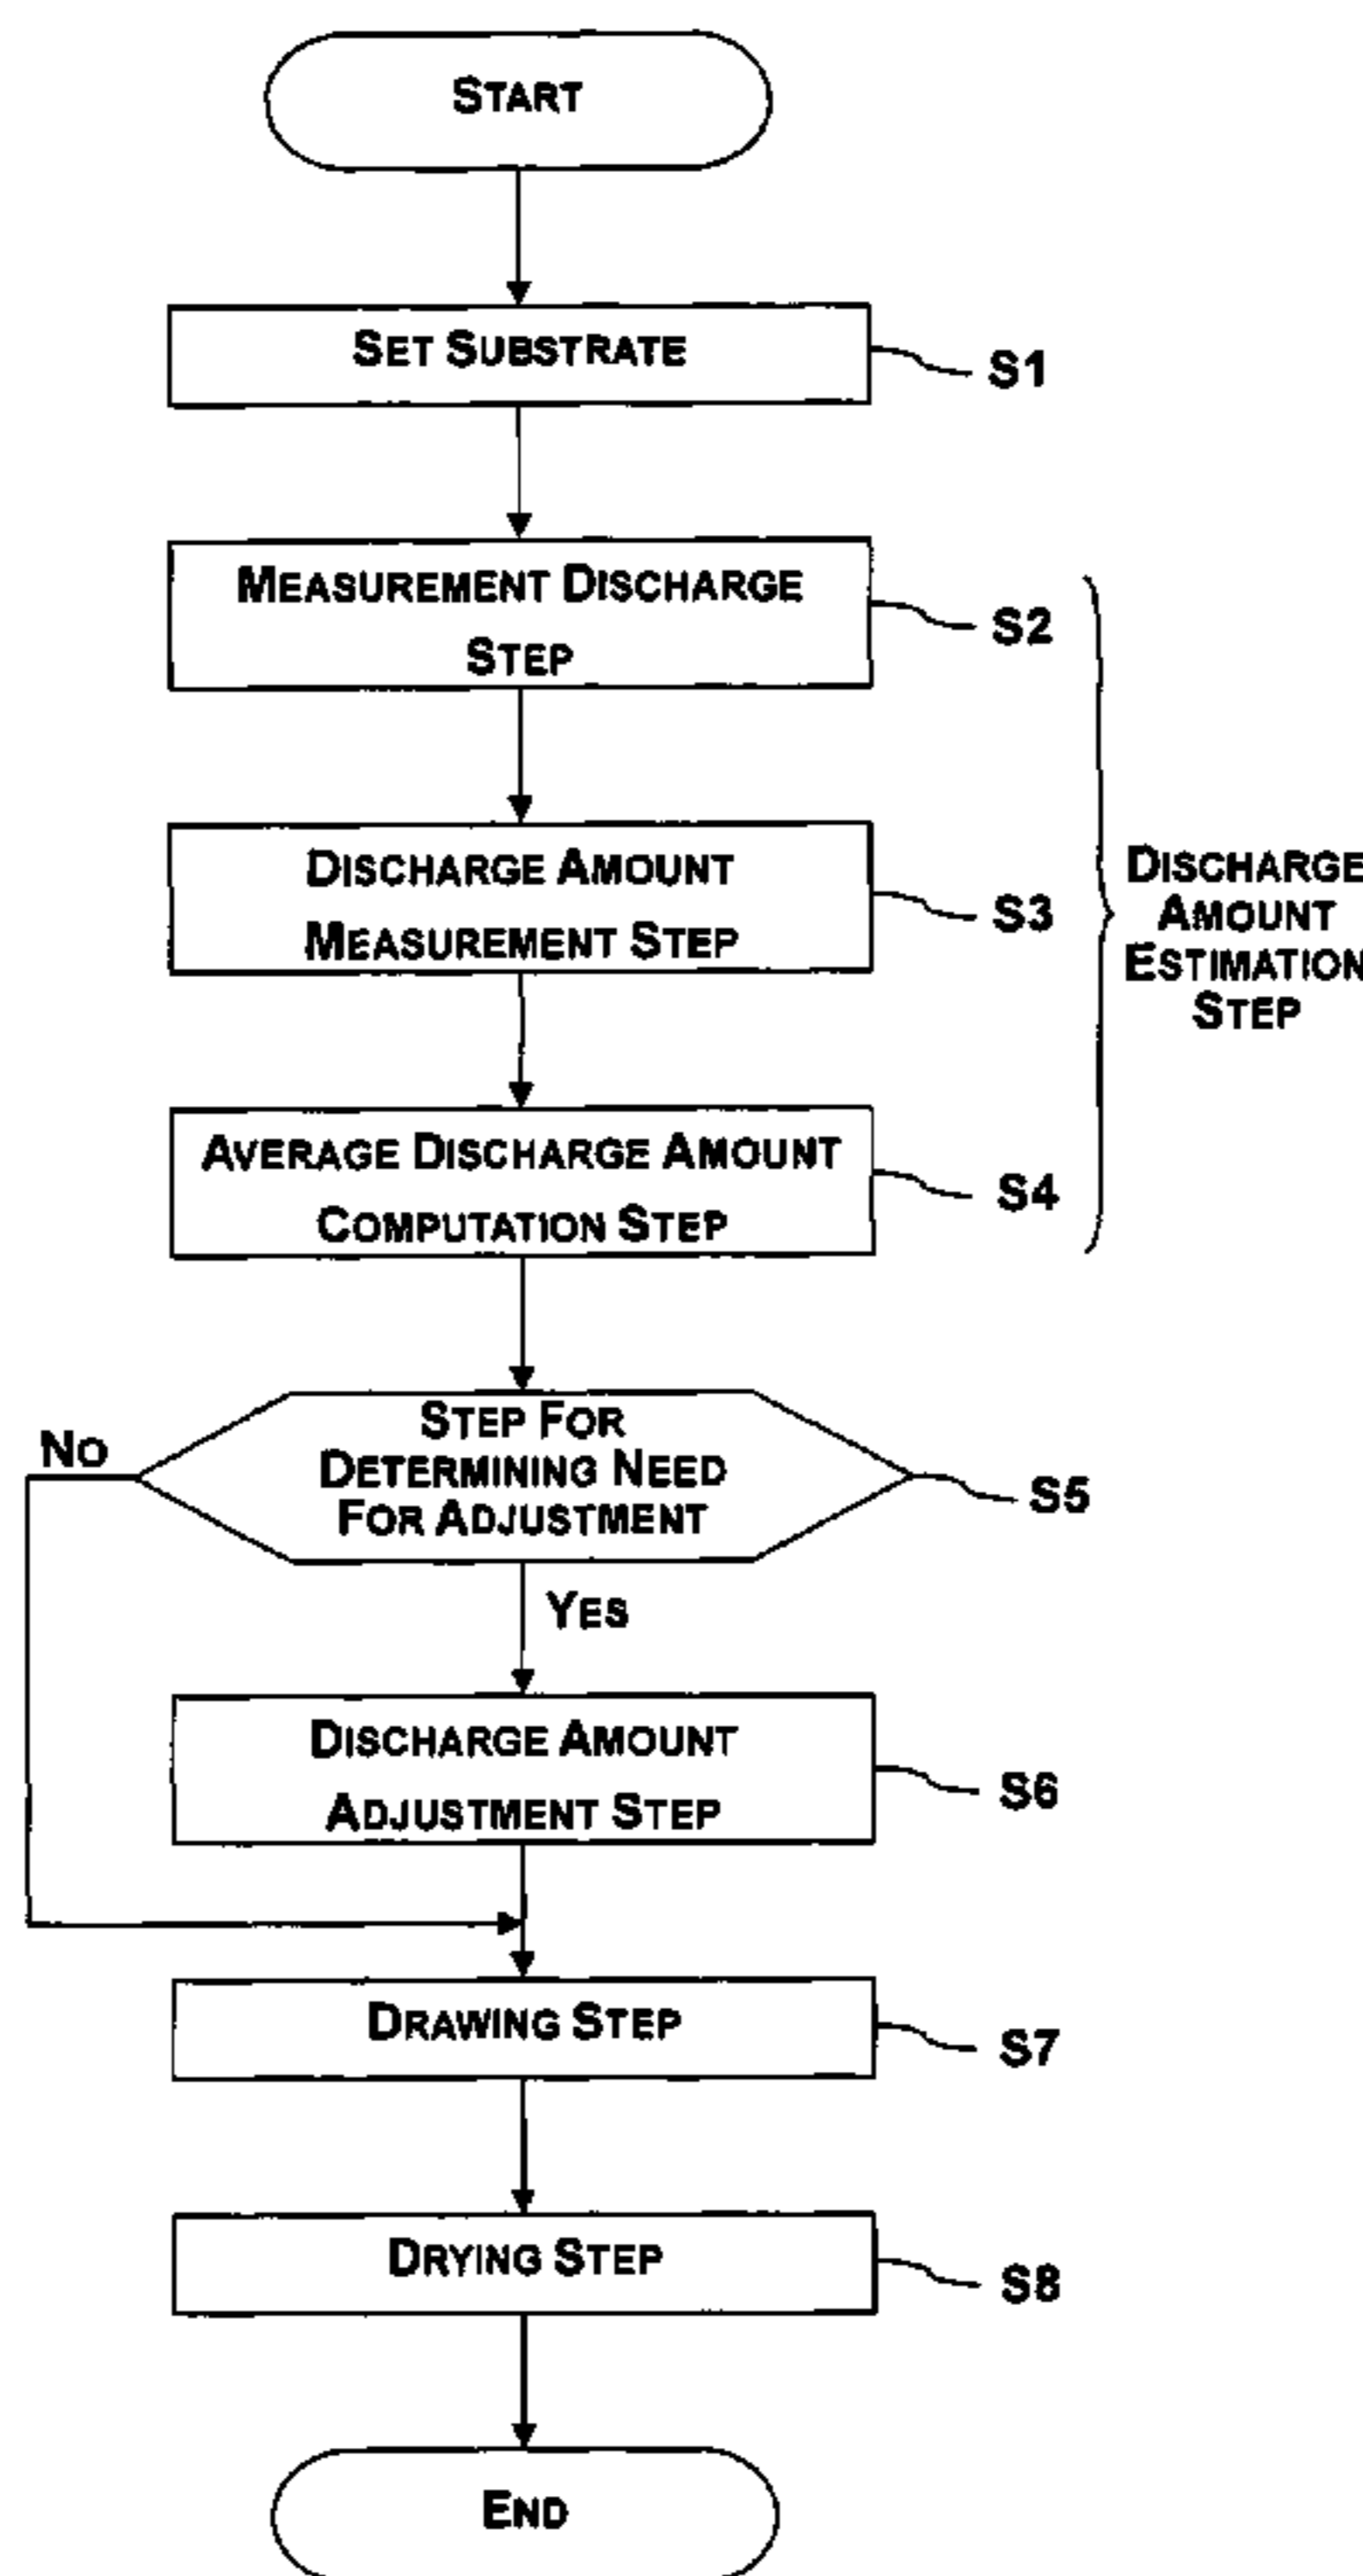 START
SET SUBSTRATE
S1
MEASUREMENT DISCHARGE
STEP
S2
DISCHARGE AMOUNT
MEASUREMENT STEP
S3
DISCHARGE
AMOUNT
ESTIMATION
STEP
AVERAGE DISCHARGE AMOUNT
COMPUTATION STEP
S4
STEP FOR
DETERMINING NEED
FOR ADJUSTMENT
NO
S5
YES
DISCHARGE AMOUNT
ADJUSTMENT STEP
S6
DRAWING STEP
S7
DRYING STEP
S8
END